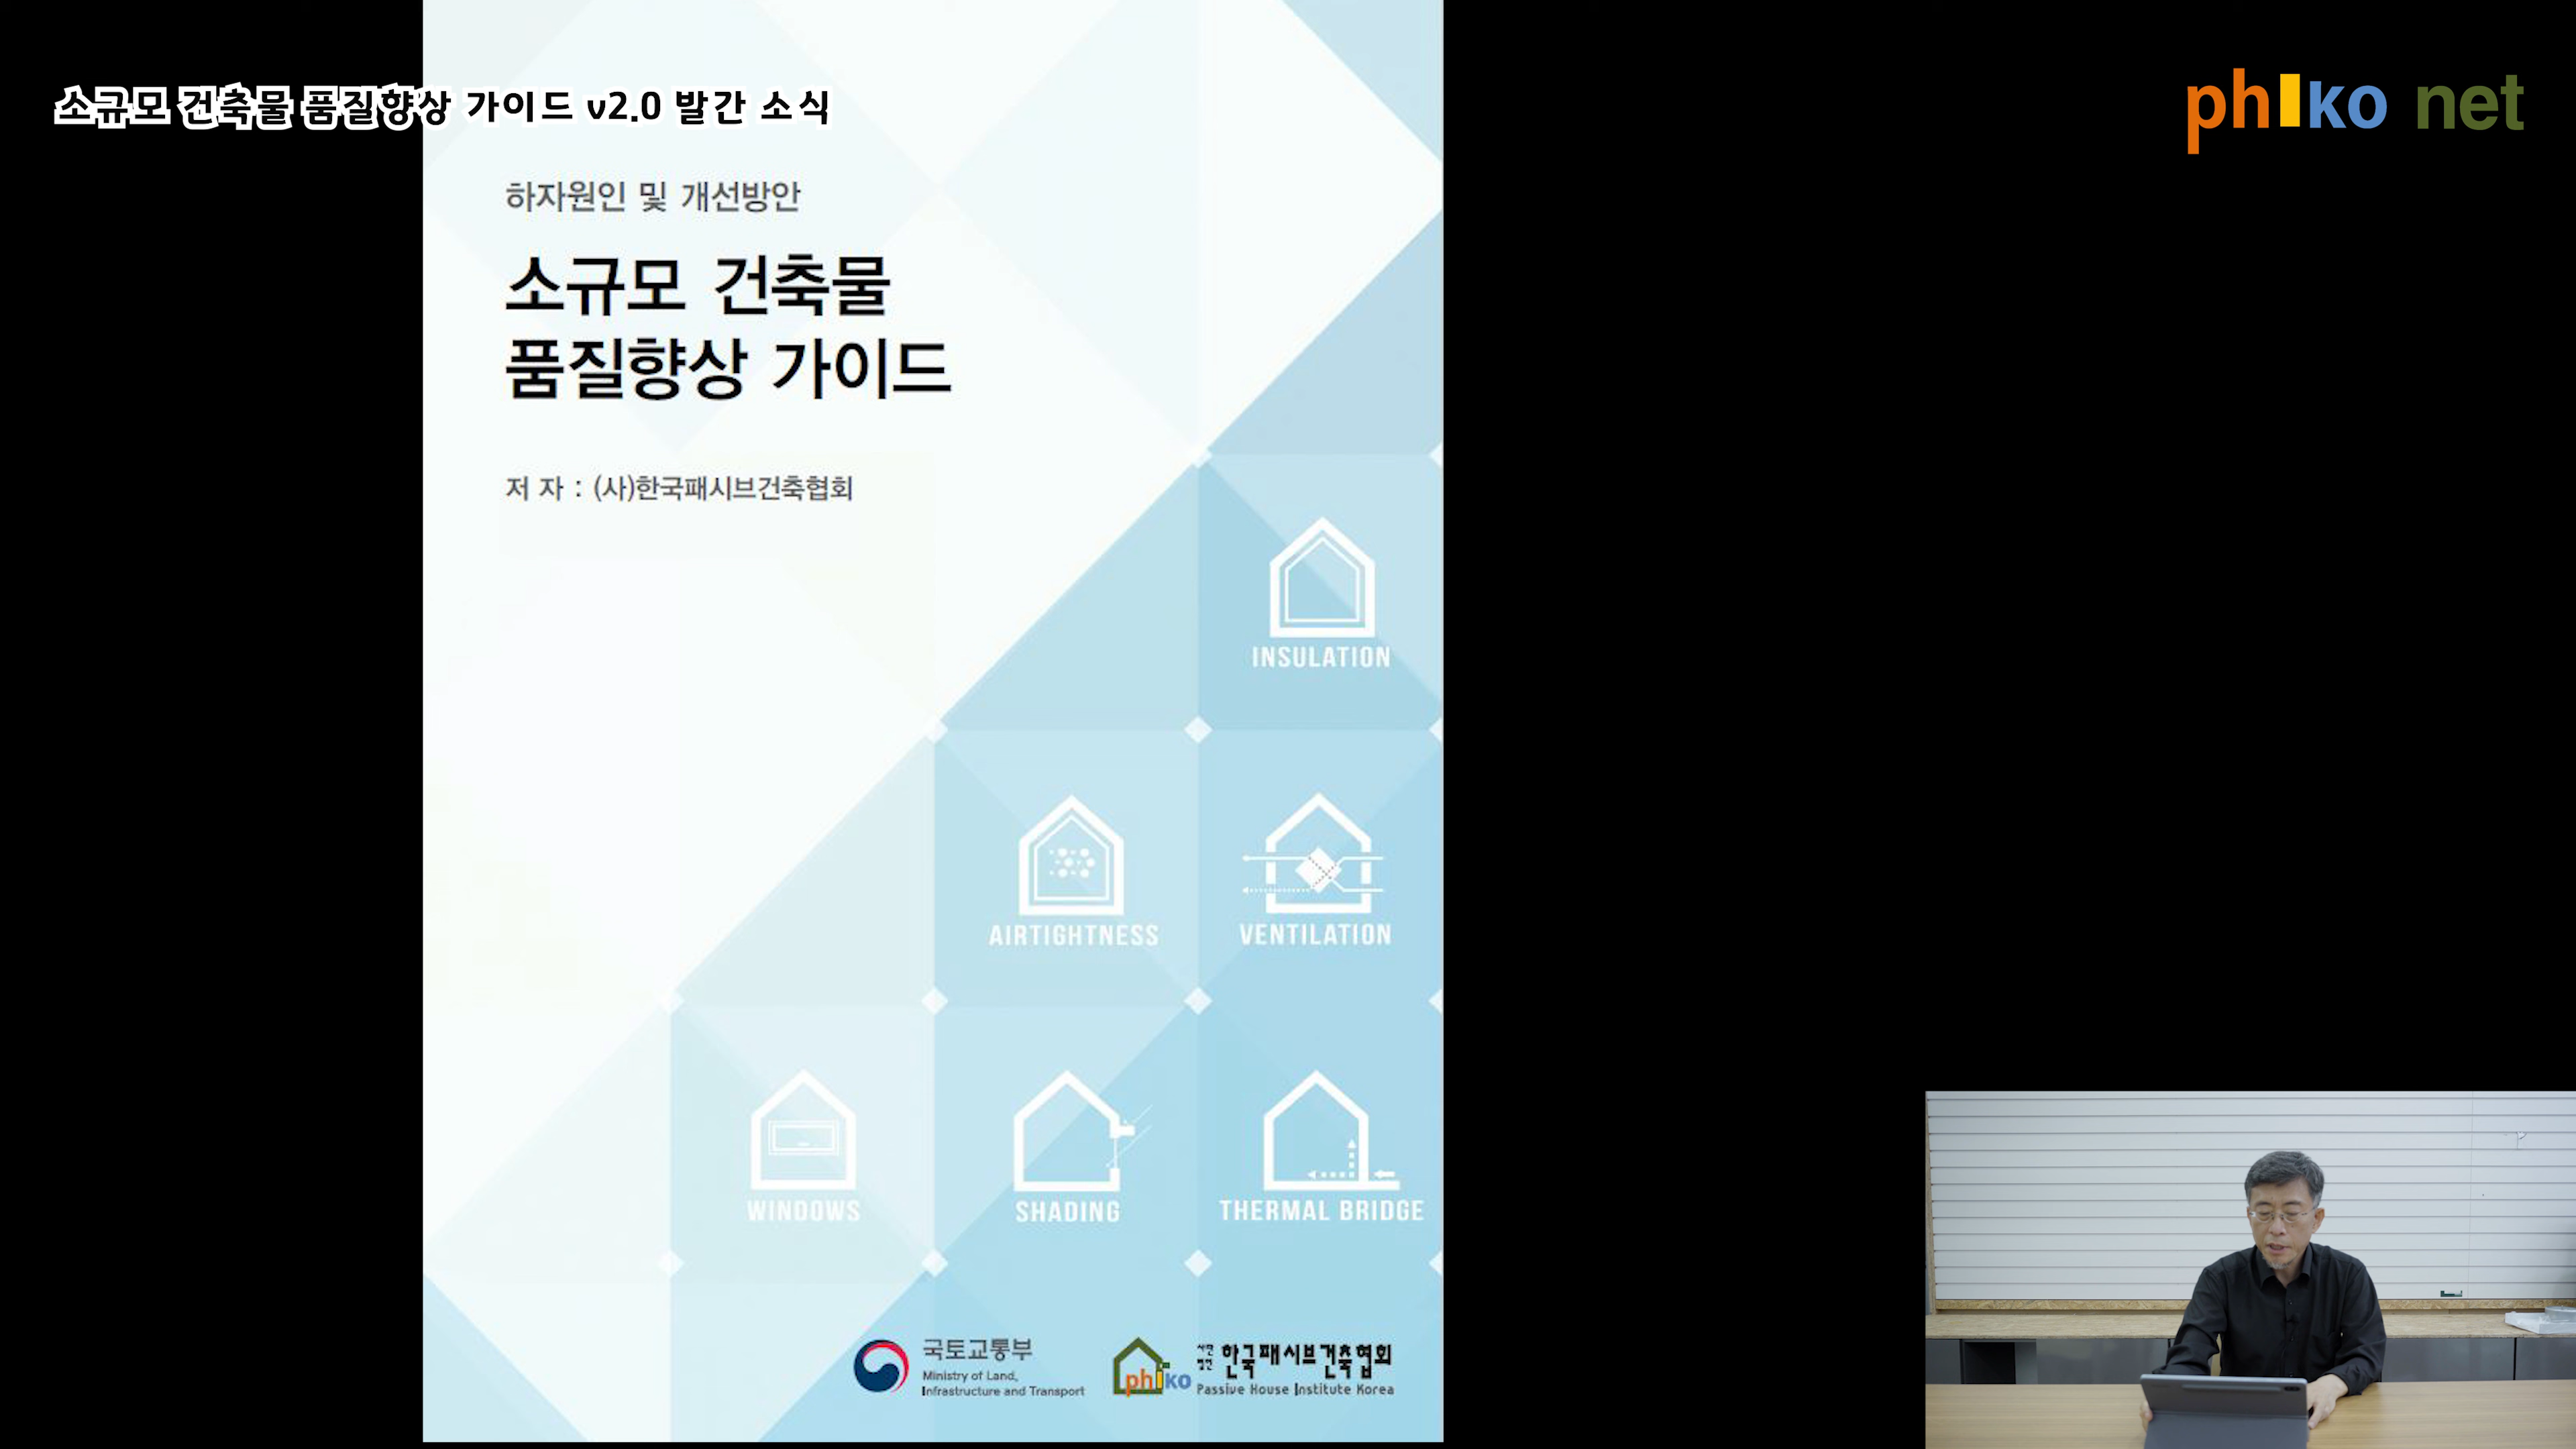 소규모 건축물 품질향상 가이드 v2.0 발간 소식
phiko net
하자원인 및 개선방안
소규모 건축물
품질향상 가이드
저 자 : (사)한국패시브건축협회
INSULATION
AIRTIGHTNESS
VENTILATION
WINDOWS
SHADING
THERMAL BRIDGE
국토교통부
Ministry of Land,
Infrastructure and Transport
phiko
사단
법인
한국패시브건축협회
Passive House Institute Korea